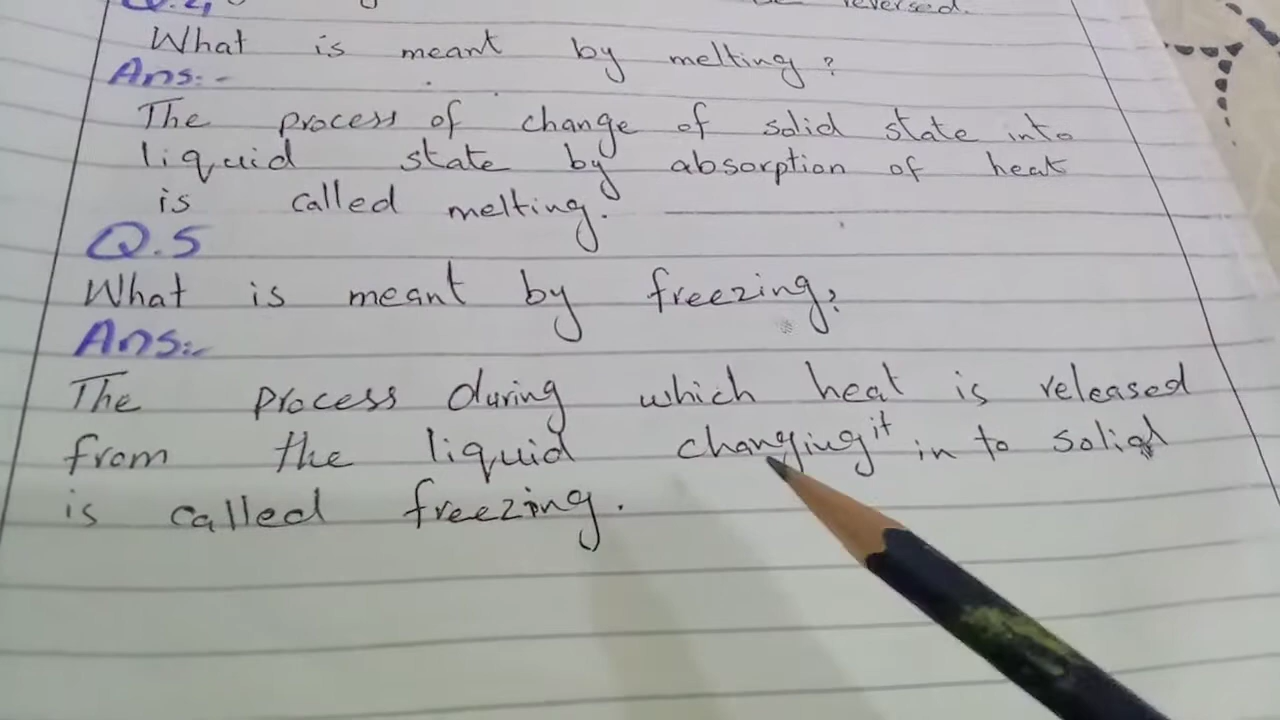 reversed.
What is meant by melting?
Ans:-
The process of change of solid state into
liquid state by absorption of heat
is called melting.
Q.5
What is meant by freezing?
Ans:-
The process during which heat is released
from the liquid changing it in to solid
is called freezing.